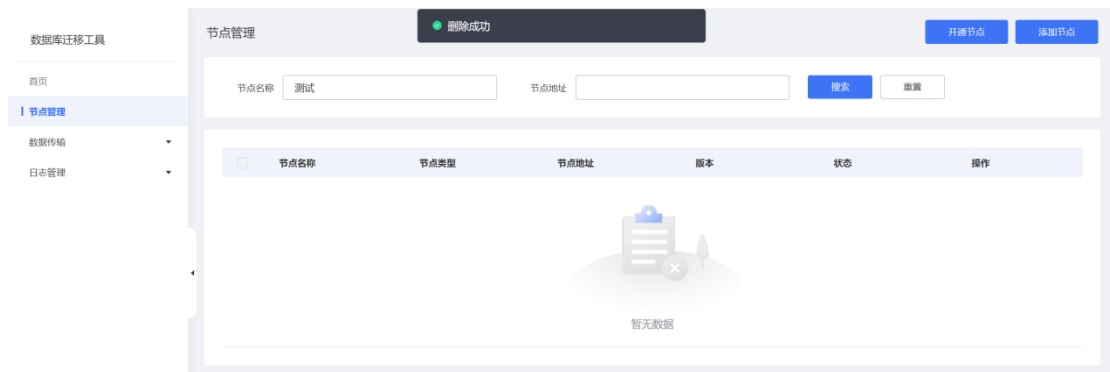 数据库迁移工具
首页
节点管理
数据传输
日志管理
节点管理
删除成功
开通节点
添加节点
节点名称 测试 节点地址 搜索 重置
节点名称 节点类型 节点地址 版本 状态 操作
暂无数据